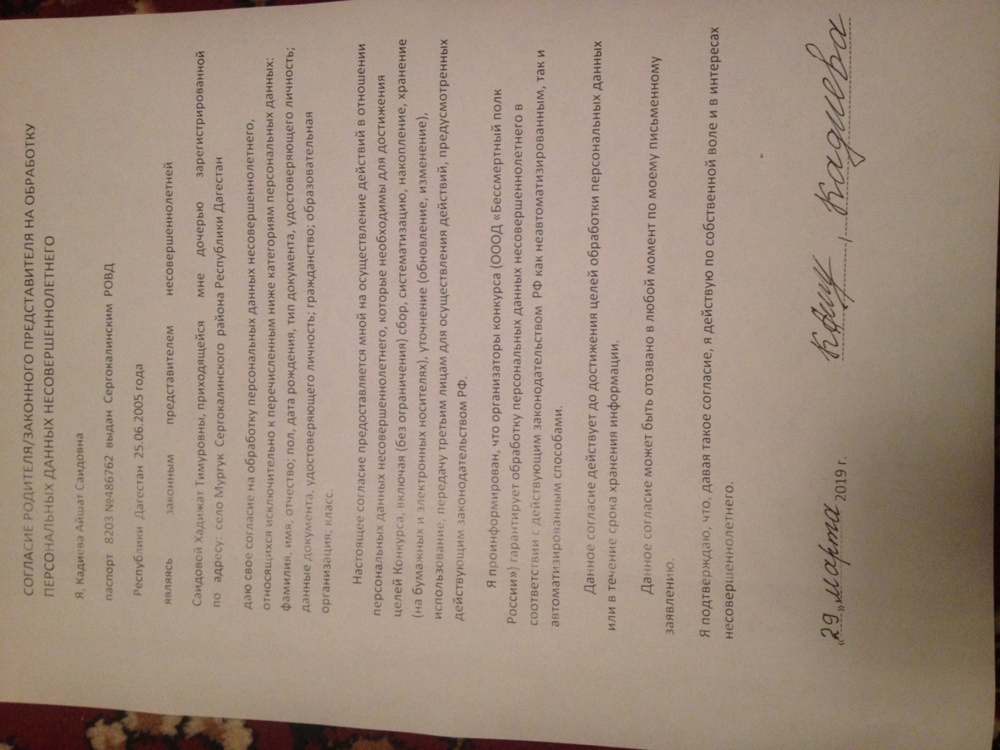 СОГЛАСИЕ РОДИТЕЛЯ/ЗАКОННОГО ПРЕДСТАВИТЕЛЯ НА ОБРАБОТКУ
ПЕРСОНАЛЬНЫХ ДАННЫХ НЕСОВЕРШЕННОЛЕТНЕГО
Я, Кадиева Айшат Саидовна
паспорт 8203 №486762 выдан Сергокалинским РОВД
Республики Дагестан 25.06.2005 года
являясь законным представителем несовершеннолетней
Саидовой Хадижат Тимуровны, приходящейся мне дочерью зарегистрированной
по адресу: село Мургук Сергокалинского района Республики Дагестан
даю свое согласие на обработку персональных данных несовершеннолетнего,
относящихся исключительно к перечисленным ниже категориям персональных данных:
фамилия, имя, отчество; пол, дата рождения, тип документа, удостоверяющего личность;
данные документа, удостоверяющего личность; гражданство; образовательная
организация; класс.
Настоящее согласие предоставляется мной на осуществление действий в отношении
персональных данных несовершеннолетнего, которые необходимы для достижения
целей Конкурса, включая (без ограничения) сбор, систематизацию, накопление, хранение
(на бумажных и электронных носителях), уточнение (обновление, изменение),
использование, передачу третьим лицам для осуществления действий, предусмотренных
действующим законодательством РФ.
Я проинформирован, что организаторы конкурса (ОООД «Бессмертный полк
России») гарантирует обработку персональных данных несовершеннолетнего в
соответствии с действующим законодательством РФ как неавтоматизированным, так и
автоматизированным способами.
Данное согласие действует до достижения целей обработки персональных данных
или в течение срока хранения информации.
Данное согласие может быть отозвано в любой момент по моему письменному
заявлению.
Я подтверждаю, что, давая такое согласие, я действую по собственной воле и в интересах
несовершеннолетнего.
«29» марта 2019 г. / Кадиева